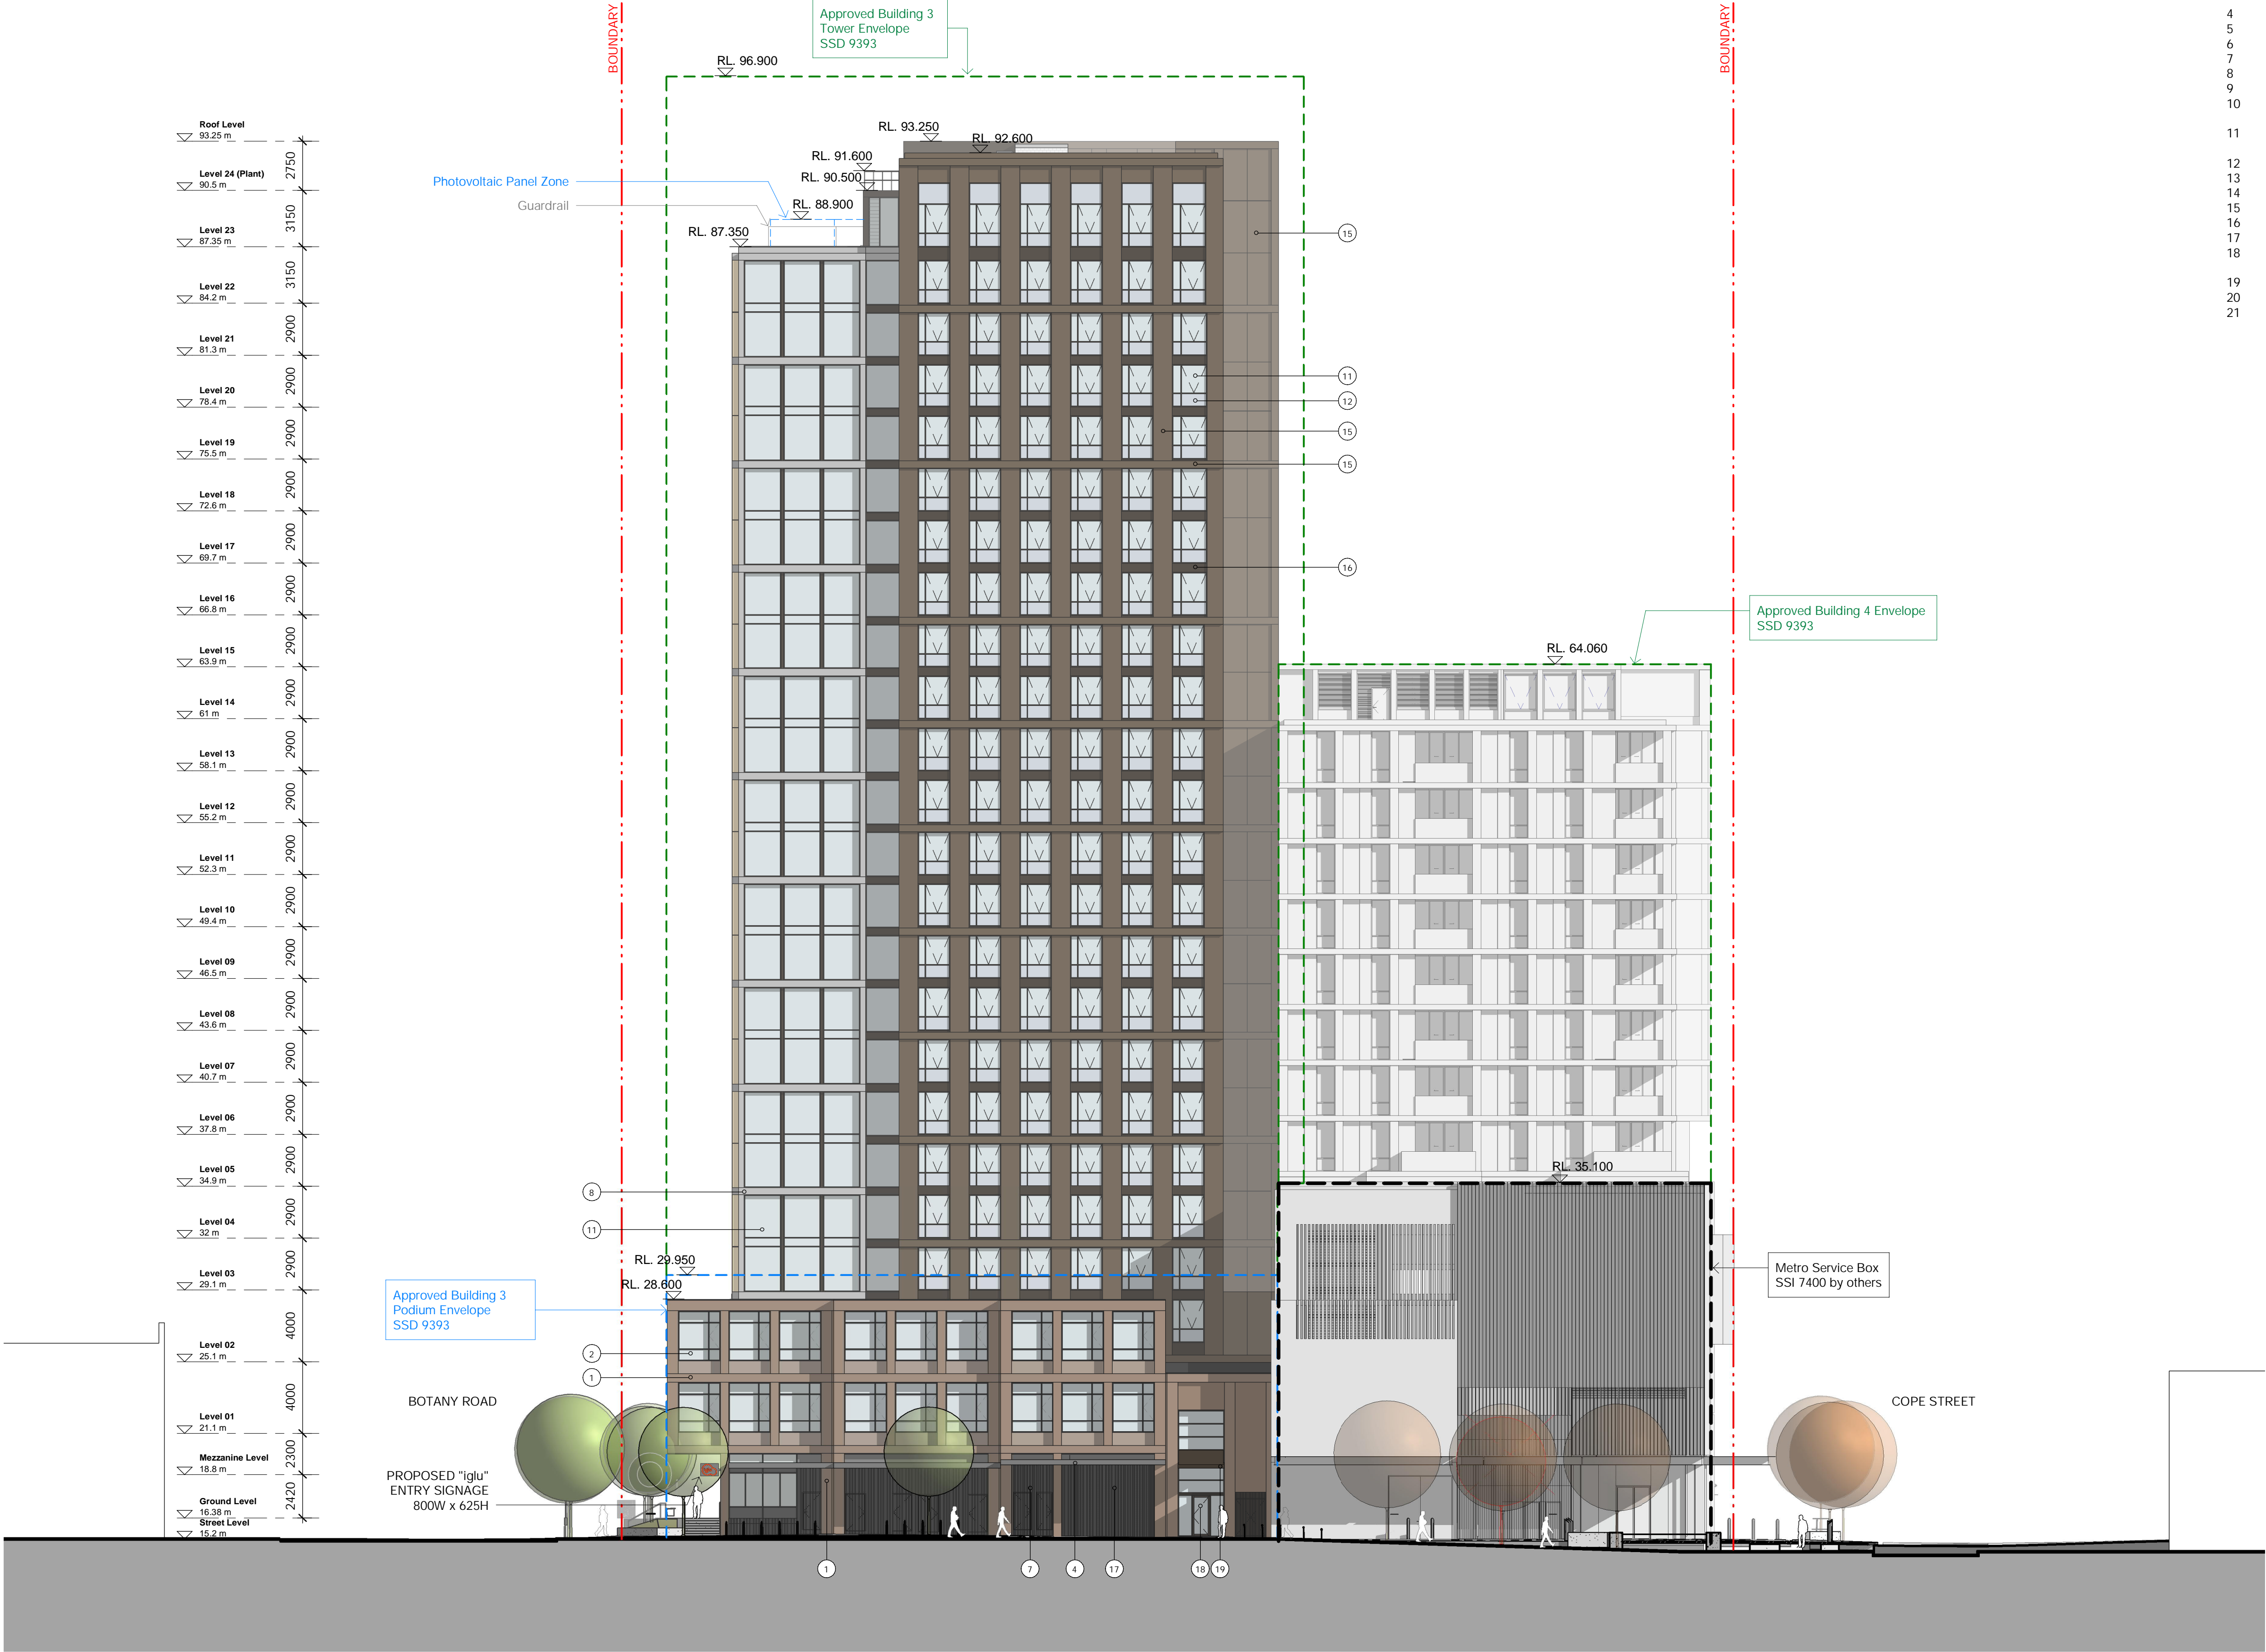 Approved Building 3
Tower Envelope
SSD 9393
BOUNDARY
BOUNDARY
4
5
6
7
8
9
10
11
12
13
14
15
16
17
18
19
20
21
RL. 96.900
RL. 93.250
RL. 92.600
RL. 91.600
RL. 90.500
RL. 88.900
RL. 87.350
Photovoltaic Panel Zone
Guardrail
Roof Level
93.25 m
2750
Level 24 (Plant)
90.5 m
3150
Level 23
87.35 m
3150
Level 22
84.2 m
2900
Level 21
81.3 m
2900
Level 20
78.4 m
2900
Level 19
75.5 m
2900
Level 18
72.6 m
2900
Level 17
69.7 m
2900
Level 16
66.8 m
2900
Level 15
63.9 m
2900
Level 14
61 m
2900
Level 13
58.1 m
2900
Level 12
55.2 m
2900
Level 11
52.3 m
2900
Level 10
49.4 m
2900
Level 09
46.5 m
2900
Level 08
43.6 m
2900
Level 07
40.7 m
2900
Level 06
37.8 m
2900
Level 05
34.9 m
2900
Level 04
32 m
2900
Level 03
29.1 m
4000
Level 02
25.1 m
4000
Level 01
21.1 m
2300
Mezzanine Level
18.8 m
2420
Ground Level
16.38 m
Street Level
15.2 m
15
11
12
15
15
16
Approved Building 4 Envelope
SSD 9393
RL. 64.060
RL. 35.100
8
11
RL. 29.950
RL. 28.600
Approved Building 3
Podium Envelope
SSD 9393
Metro Service Box
SSI 7400 by others
2
1
BOTANY ROAD
COPE STREET
PROPOSED "iglu"
ENTRY SIGNAGE
800W x 625H
1
7
4
17
18
19